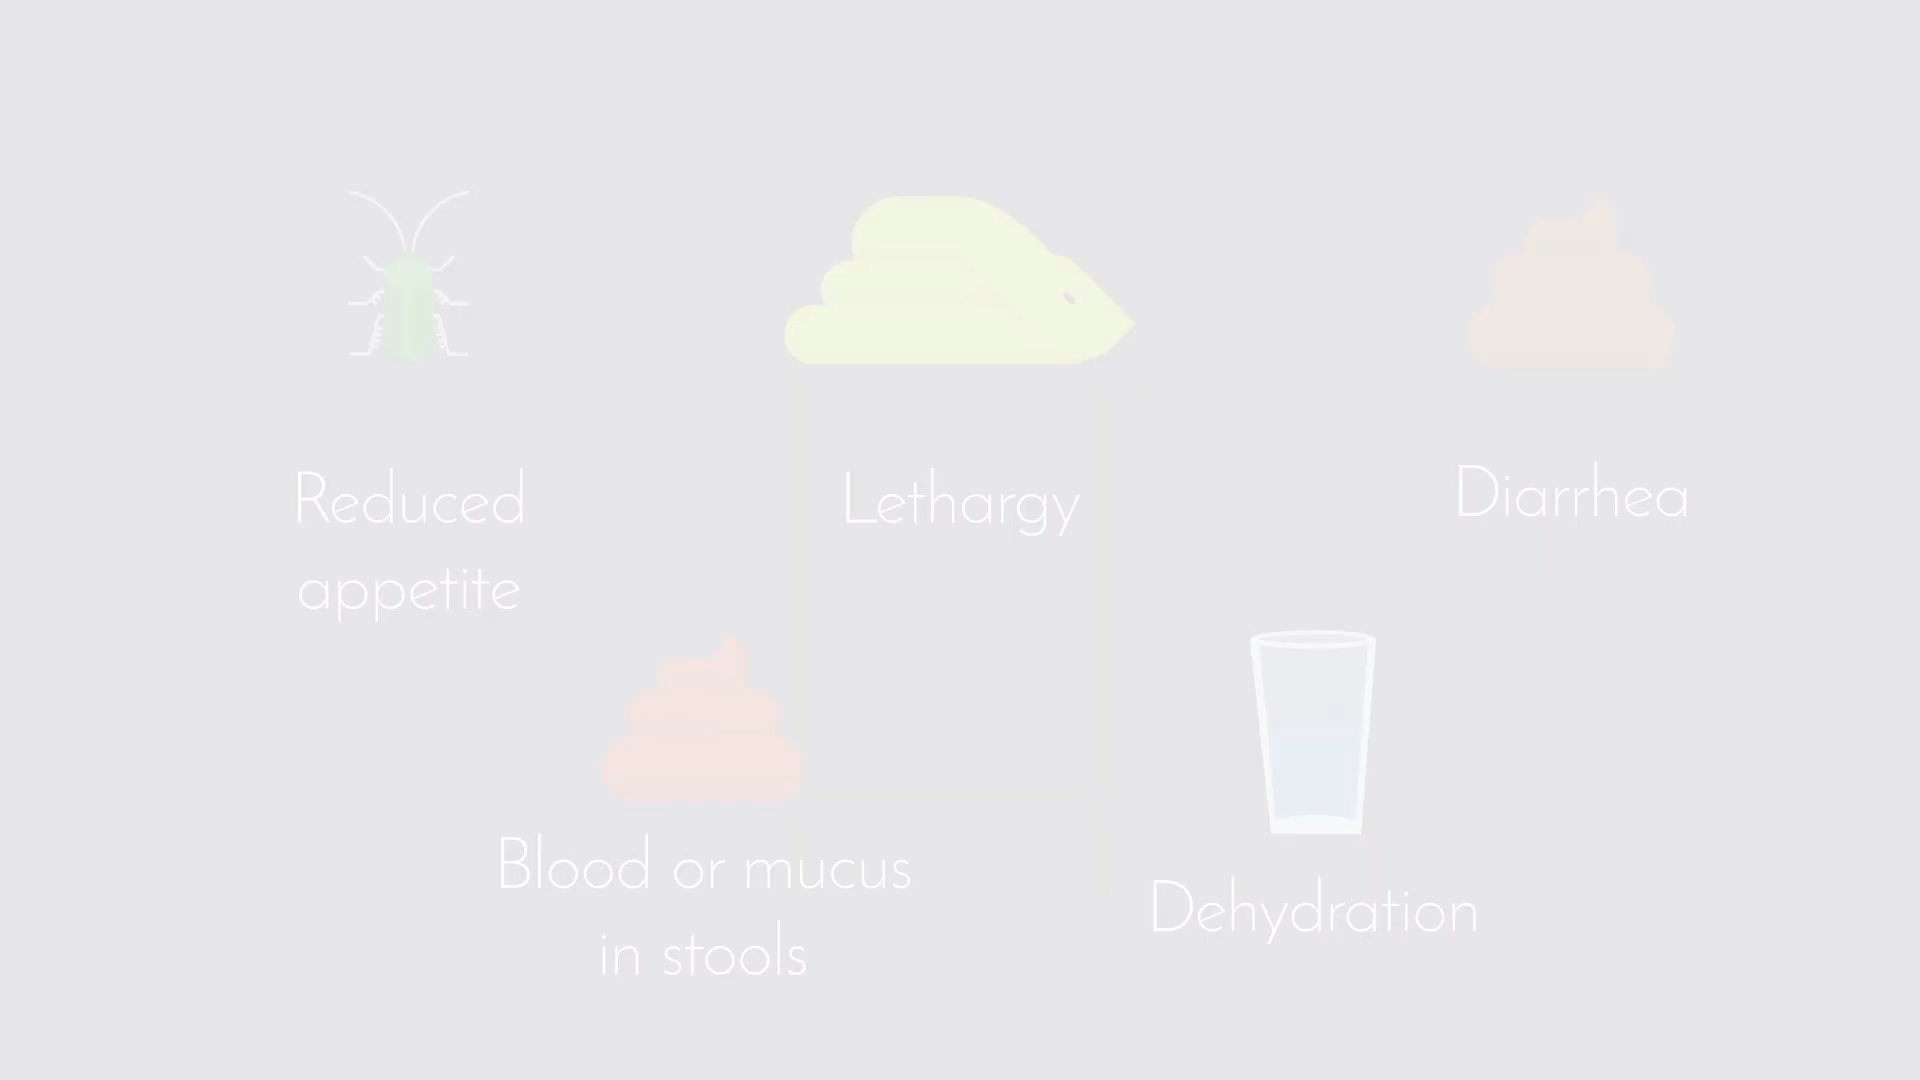 Reduced
appetite
Lethargy
Diarrhea
Blood or mucus
in stools
Dehydration